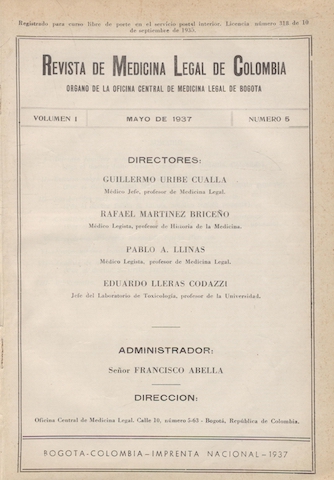 Registrado para curso libre de porte en el servicio postal interior. Licencia número 718 de 10
de septiembre de 1935.
REVISTA DE MEDICINA LEGAL DE COLOMBIA
ORGANO DE LA OFICINA CENTRAL DE MEDICINA LEGAL DE BOGOTA
VOLUMEN I MAYO DE 1937 NUMERO 5
DIRECTORES:
GUILLERMO URIBE CUALLA
Médico Jefe, profesor de Medicina Legal.
RAFAEL MARTINEZ BRICEÑO
Médico Legista, profesor de Historia de la Medicina.
PABLO A. LLINAS
Médico Legista, profesor de Medicina Legal.
EDUARDO LLERAS CODAZZI
Jefe del Laboratorio de Toxicología, profesor de la Universidad.
ADMINISTRADOR:
Señor FRANCISCO ABELLA
DIRECCION:
Oficina Central de Medicina Legal. Calle 10, número 5-63 - Bogotá, República de Colombia.
BOGOTA-COLOMBIA—IMPRENTA NACIONAL—1937